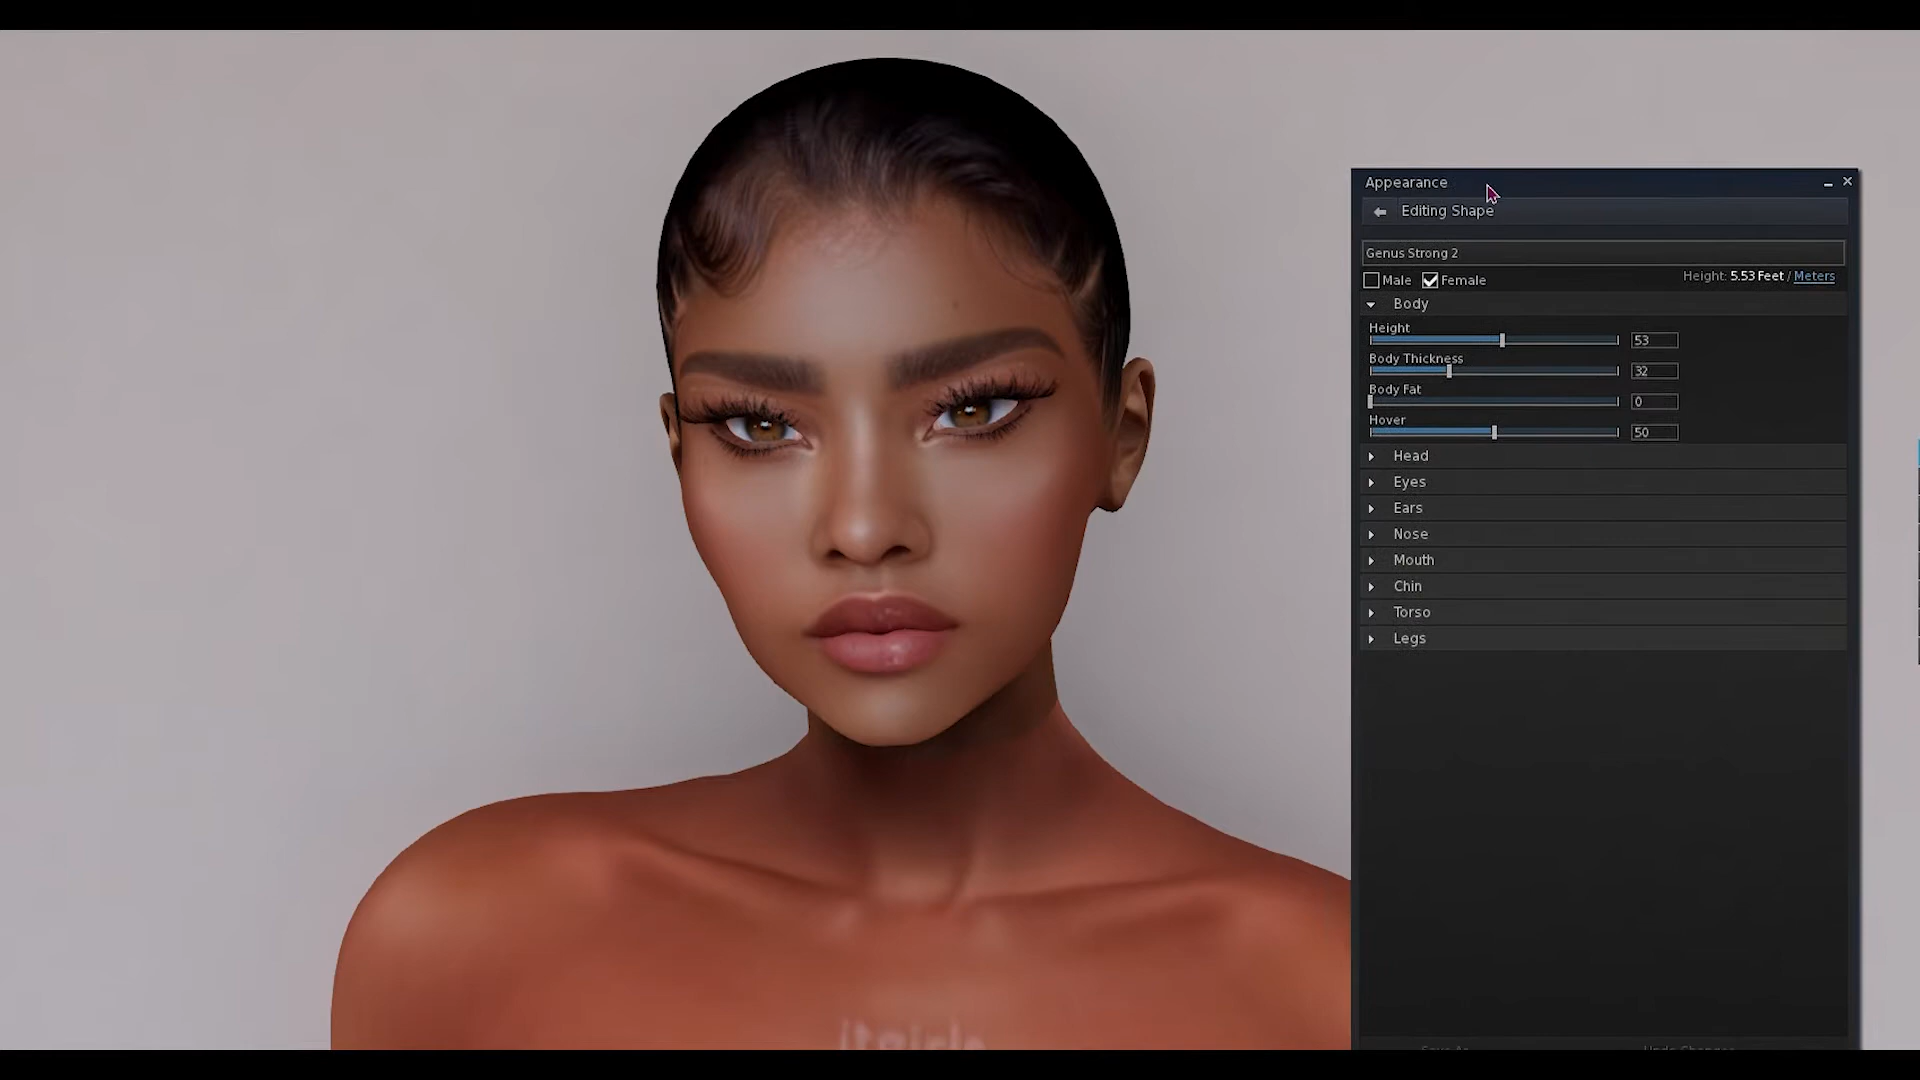 Appearance
Editing Shape
Genus Strong 2
Male Female Height: 5.53 Feet / Meters
Body
Height 53
Body Thickness 32
Body Fat 0
Hover 50
Head
Eyes
Ears
Nose
Mouth
Chin
Torso
Legs